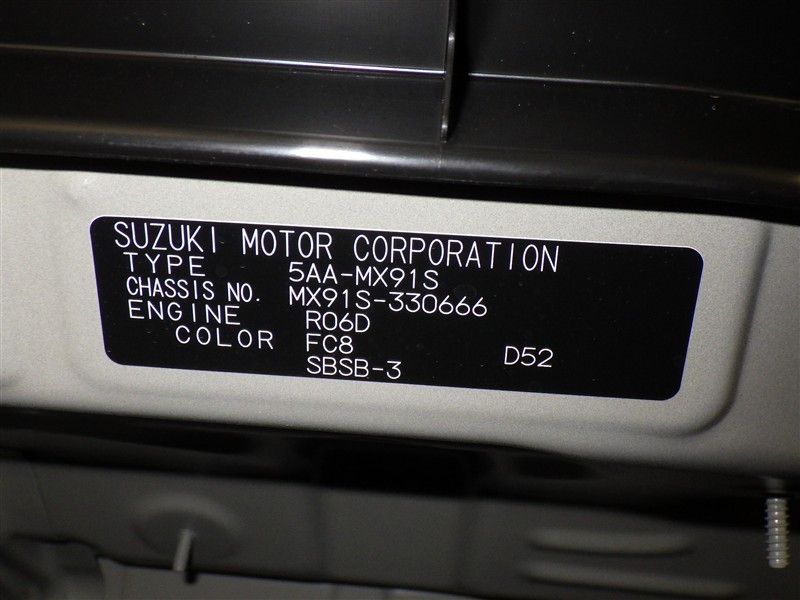 SUZUKI MOTOR CORPORATION
TYPE 5AA-MX91S
CHASSIS NO. MX91S-330666
ENGINE R06D
COLOR FC8 D52
SBSB-3